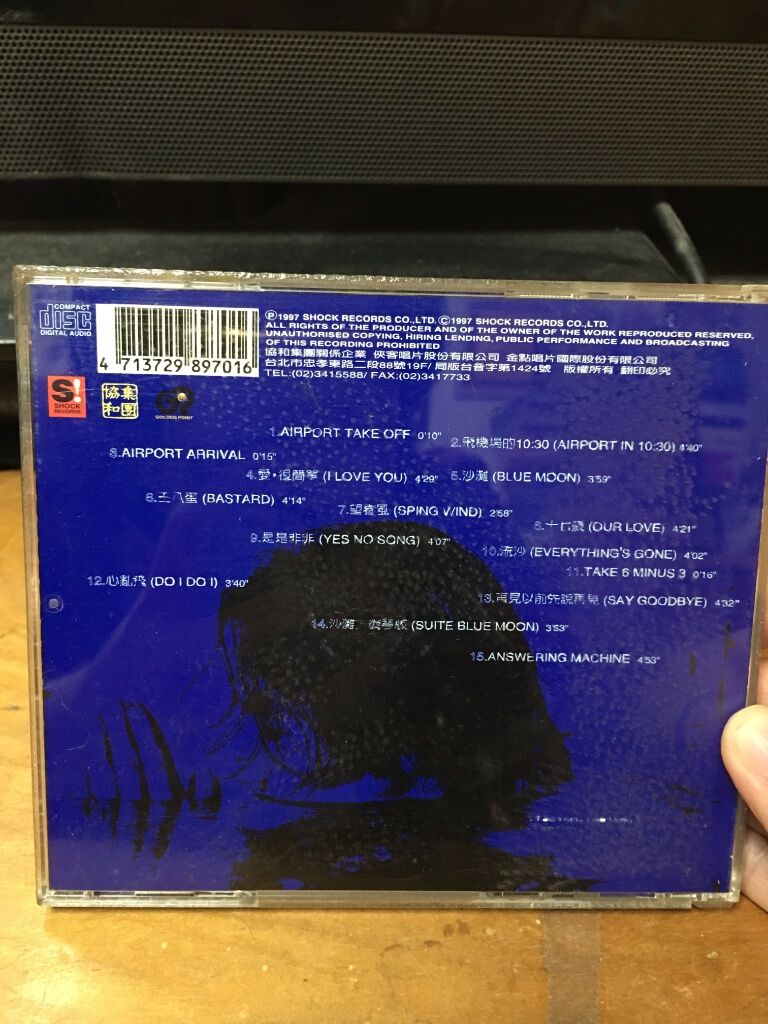 COMPACT
disc
DIGITAL AUDIO
4 713729 897016
Ⓟ1997 SHOCK RECORDS CO.,LTD. Ⓒ1997 SHOCK RECORDS CO.,LTD.
ALL RIGHTS OF THE PRODUCER AND OF THE OWNER OF THE WORK REPRODUCED RESERVED,
UNAUTHORISED COPYING, HIRING LENDING, PUBLIC PERFORMANCE AND BROADCASTING
OF THIS RECORDING PROHIBITED
協和集團關係企業 俠客唱片股份有限公司 金點唱片國際股份有限公司
台北市忠孝東路二段88號19F/ 局版台音字第1424號 版權所有 翻印必究
TEL:(02)3415588/ FAX:(02)3417733
S!
SHOCK
RECORDS
協集
和團
GOLDEN POINT
1.AIRPORT TAKE OFF 0'10"
2.飛機場的10:30 (AIRPORT IN 10:30) 4'40"
3.AIRPORT ARRIVAL 0'15"
4.愛·很簡單 (I LOVE YOU) 4'29"
5.沙灘 (BLUE MOON) 3'59"
6.王八蛋 (BASTARD) 4'14"
7.望春風 (SPING WIND) 2'58"
8.十七歲 (OUR LOVE) 4'21"
9.是是非非 (YES NO SONG) 4'07"
10.流沙 (EVERYTHING'S GONE) 4'02"
11.TAKE 6 MINUS 3 0'16"
12.心亂飛 (DO I DO I) 3'40"
13.再見以前先說再見 (SAY GOODBYE) 4'32"
14.沙灘 鋼琴版 (SUITE BLUE MOON) 3'53"
15.ANSWERING MACHINE 4'53"